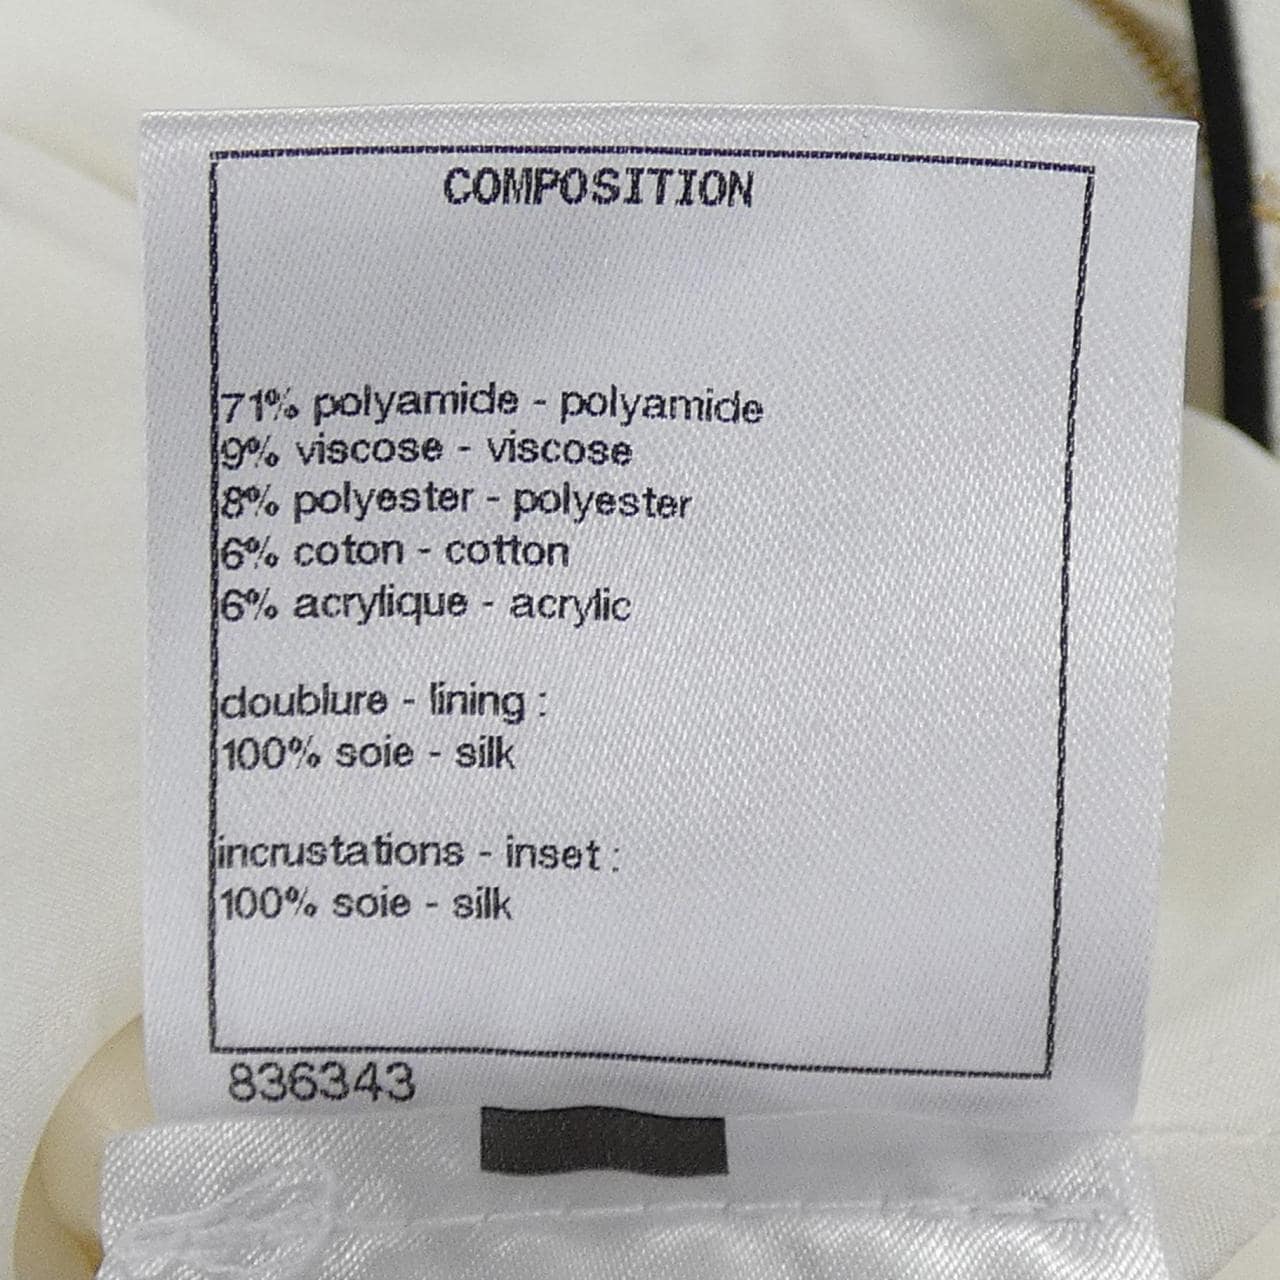 COMPOSITION
71% polyamide - polyamide
9% viscose - viscose
8% polyester - polyester
6% coton - cotton
6% acrylique - acrylic
doublure - lining :
100% soie - silk
incrustations - inset :
100% soie - silk
836343